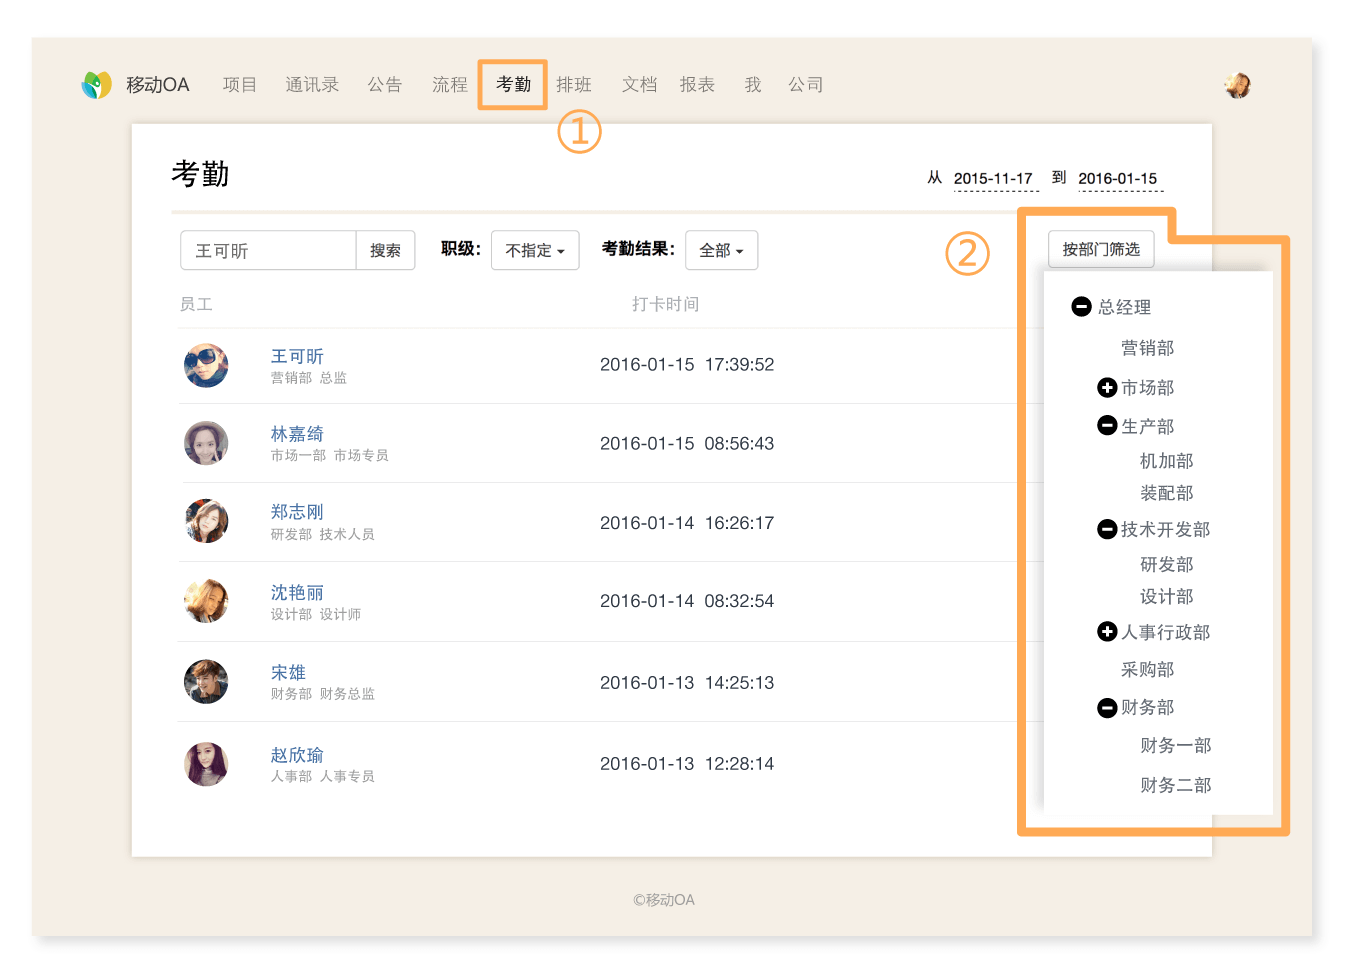 移动OA 项目 通讯录 公告 流程 考勤 排班 文档 报表 我 公司
①
考勤
从 2015-11-17 到 2016-01-15
王可昕 搜索 职级: 不指定 考勤结果: 全部 ② 按部门筛选
员工 打卡时间
王可昕
营销部 总监
2016-01-15 17:39:52
林嘉绮
市场一部 市场专员
2016-01-15 08:56:43
郑志刚
研发部 技术人员
2016-01-14 16:26:17
沈艳丽
设计部 设计师
2016-01-14 08:32:54
宋雄
财务部 财务总监
2016-01-13 14:25:13
赵欣瑜
人事部 人事专员
2016-01-13 12:28:14
总经理
营销部
市场部
生产部
机加部
装配部
技术开发部
研发部
设计部
人事行政部
采购部
财务部
财务一部
财务二部
©移动OA